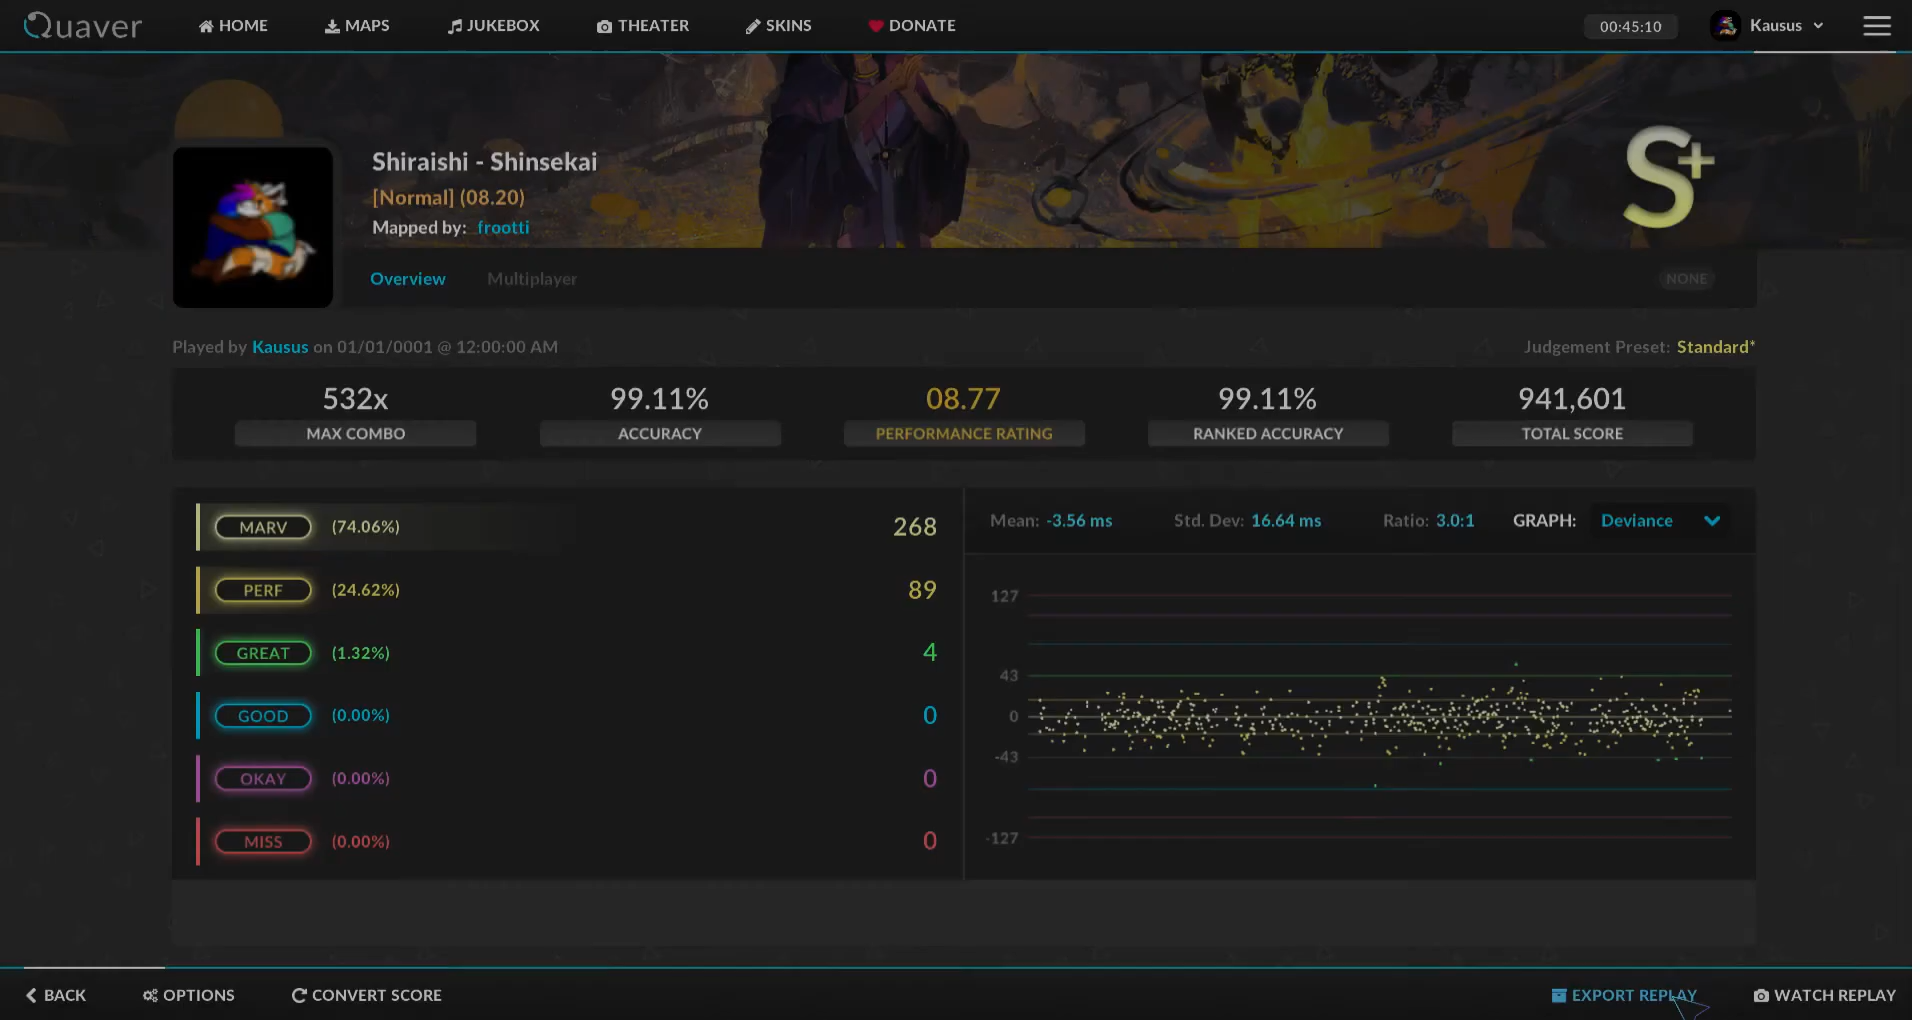 Quaver HOME MAPS JUKEBOX THEATER SKINS DONATE 00:45:10 Kausus
Shiraishi - Shinsekai
[Normal] (08.20)
Mapped by: frootti
S+
Overview Multiplayer NONE
Played by Kausus on 01/01/0001 @ 12:00:00 AM Judgement Preset: Standard*
532x 99.11% 08.77 99.11% 941,601
MAX COMBO ACCURACY PERFORMANCE RATING RANKED ACCURACY TOTAL SCORE
MARV (74.06%) 268
PERF (24.62%) 89
GREAT (1.32%) 4
GOOD (0.00%) 0
OKAY (0.00%) 0
MISS (0.00%) 0
Mean: -3.56 ms Std. Dev: 16.64 ms Ratio: 3.0:1 GRAPH: Deviance
127
43
0
-43
-127
BACK OPTIONS CONVERT SCORE EXPORT REPLAY WATCH REPLAY